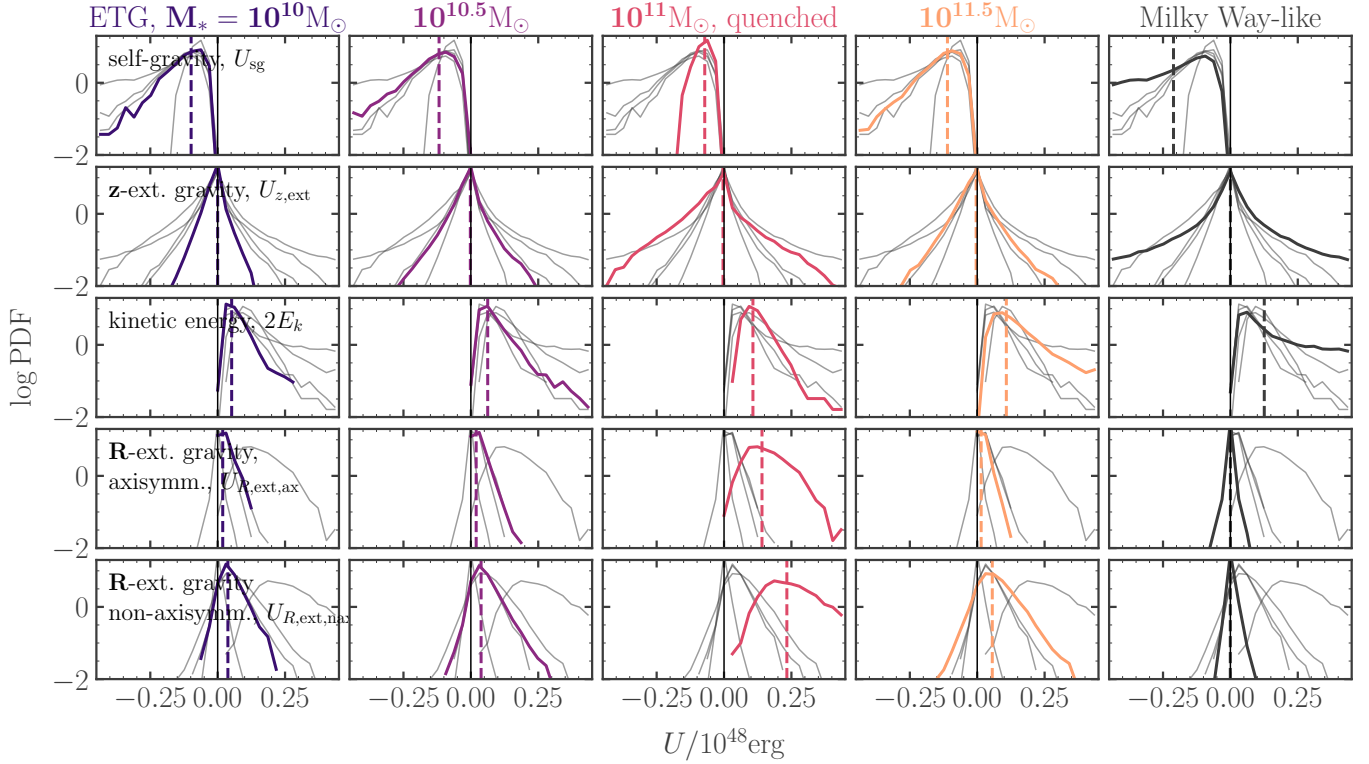 ETG, M* = 10^10 M⊙
10^10.5 M⊙
10^11 M⊙, quenched
10^11.5 M⊙
Milky Way-like
self-gravity, U_sg
0
−2
z-ext. gravity, U_z,ext
0
−2
kinetic energy, 2E_k
0
−2
R-ext. gravity,
axisymm., U_R,ext,ax
0
−2
R-ext. gravity
non-axisymm., U_R,ext,nax
0
−2
log PDF
−0.25 0.00 0.25
−0.25 0.00 0.25
−0.25 0.00 0.25
−0.25 0.00 0.25
−0.25 0.00 0.25
U/10^48 erg